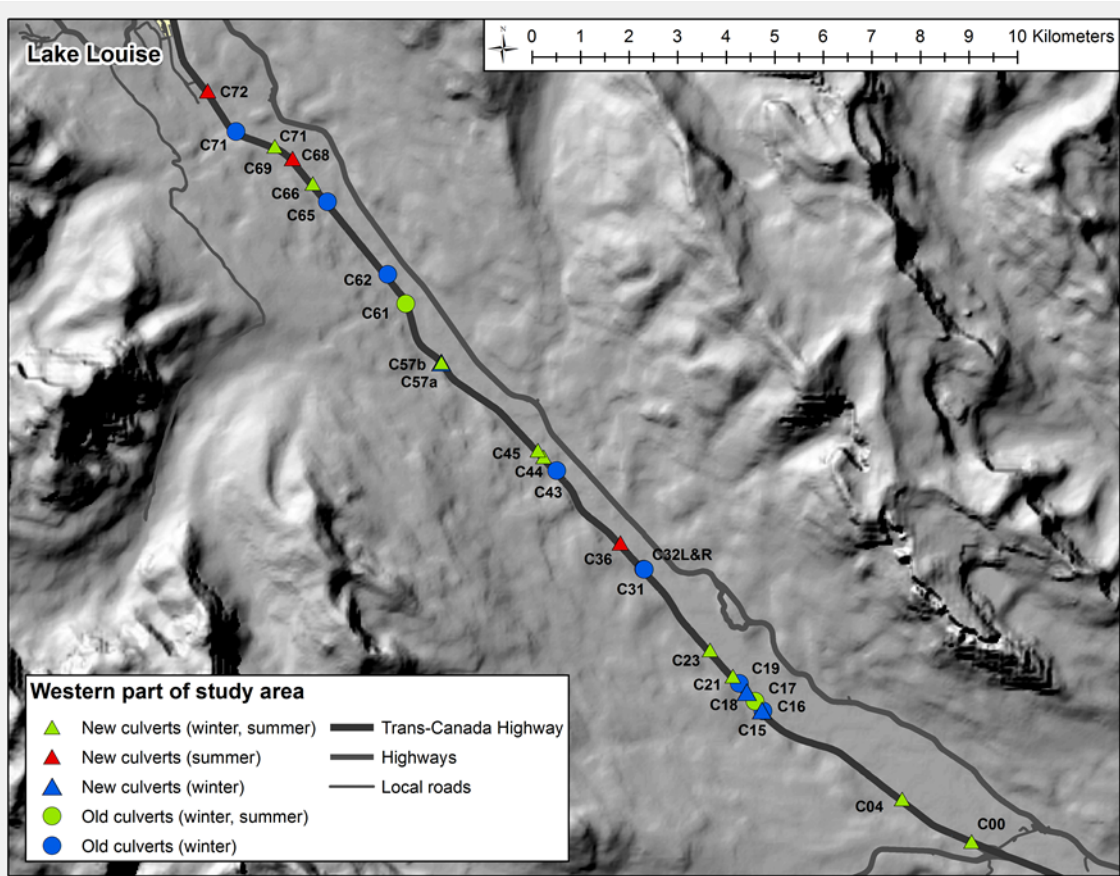 Lake Louise
N
0 1 2 3 4 5 6 7 8 9 10 Kilometers
C72
C71
C71
C69
C68
C66
C65
C62
C61
C57b
C57a
C45
C44
C43
C36
C32L&R
C31
C23
C19
C21
C17
C18
C16
C15
C04
C00
Western part of study area
New culverts (winter, summer)
New culverts (summer)
New culverts (winter)
Old culverts (winter, summer)
Old culverts (winter)
Trans-Canada Highway
Highways
Local roads